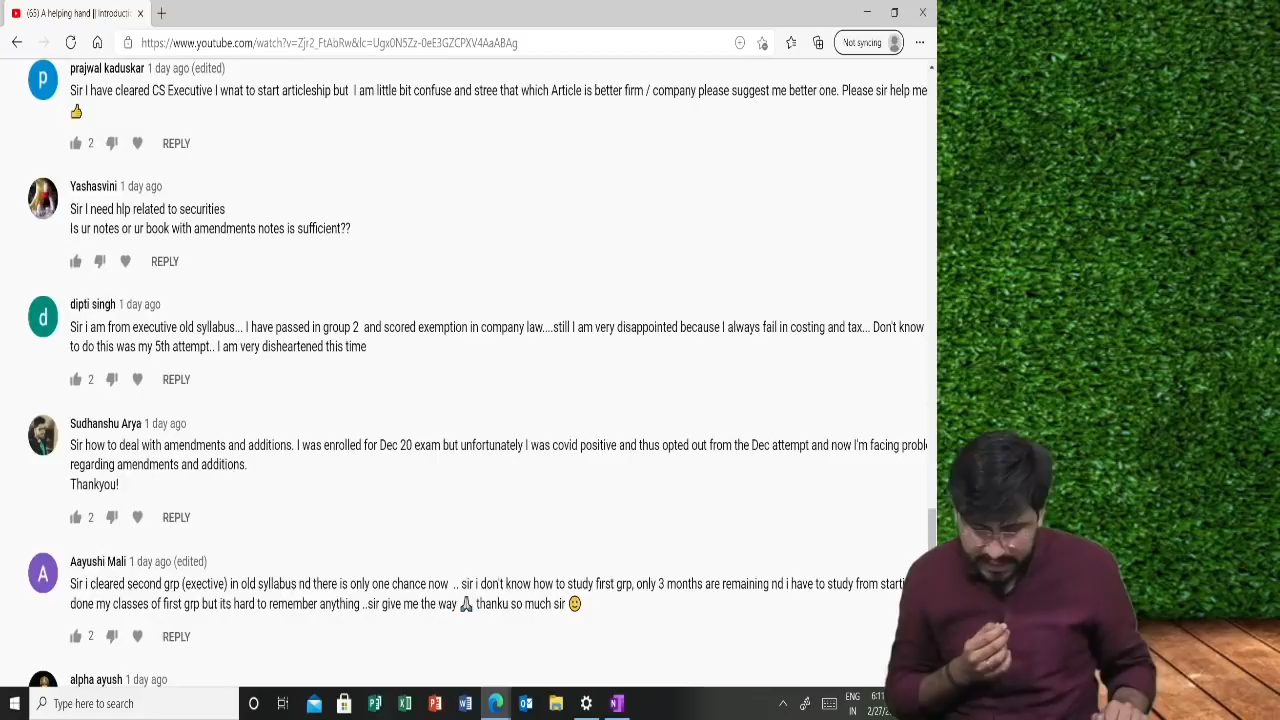 (65) A helping hand || Introducti
https://www.youtube.com/watch?v=Zjr2_FtAbRw&lc=Ugx0N5Zz-0eE3GZCPXV4AaABAg
Not syncing
prajwal kaduskar 1 day ago (edited)
Sir I have cleared CS Executive I wnat to start articleship but I am little bit confuse and stree that which Article is better firm / company please suggest me better one. Please sir help me
2 REPLY
Yashasvini 1 day ago
Sir I need hlp related to securities
Is ur notes or ur book with amendments notes is sufficient??
REPLY
d
dipti singh 1 day ago
Sir i am from executive old syllabus... I have passed in group 2 and scored exemption in company law....still I am very disappointed because I always fail in costing and tax... Don't know
to do this was my 5th attempt.. I am very disheartened this time
2 REPLY
Sudhanshu Arya 1 day ago
Sir how to deal with amendments and additions. I was enrolled for Dec 20 exam but unfortunately I was covid positive and thus opted out from the Dec attempt and now I'm facing proble
regarding amendments and additions.
Thankyou!
2 REPLY
A
Aayushi Mali 1 day ago (edited)
Sir i cleared second grp (exective) in old syllabus nd there is only one chance now .. sir i don't know how to study first grp, only 3 months are remaining nd i have to study from starti
done my classes of first grp but its hard to remember anything ..sir give me the way 🙏 thanku so much sir 🙂
2 REPLY
alpha ayush 1 day ago
Type here to search
ENG 6:11
IN 2/27/2